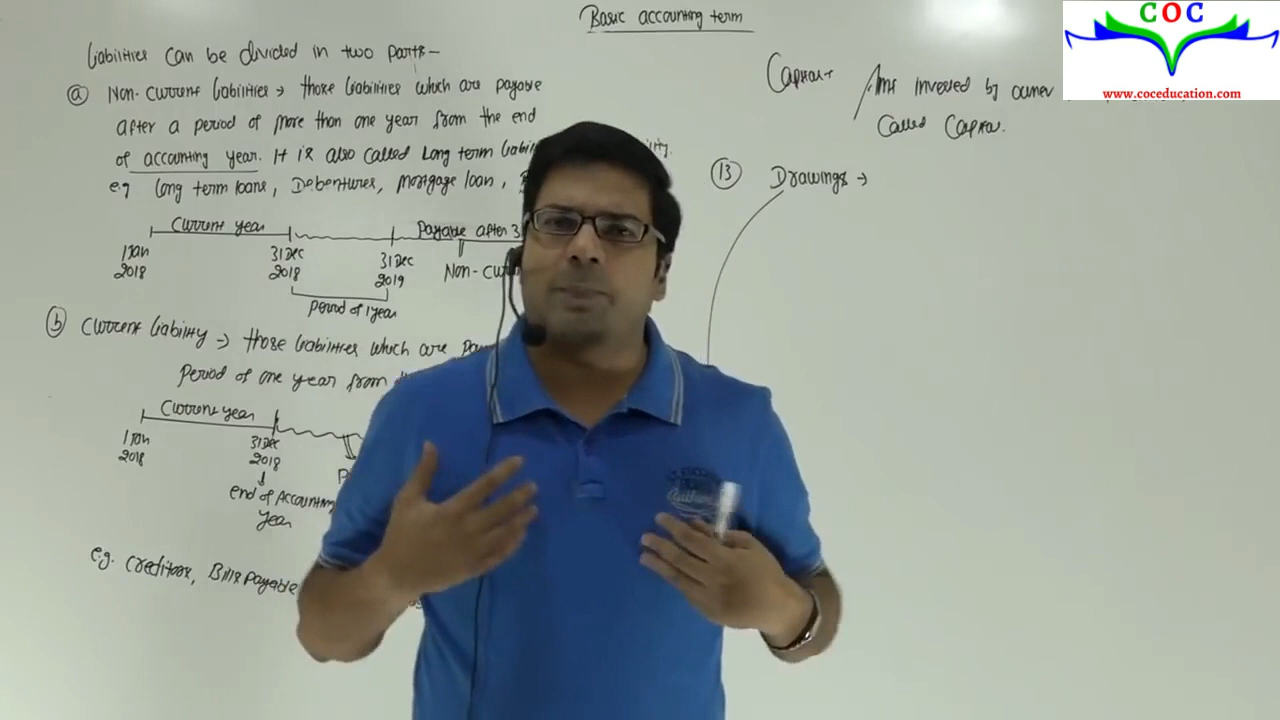 Basic accounting term
COC
www.coceducation.com
Liabilities can be divided in two parts -
(a) Non-current liabilities → those liabilities which are payable
after a period of more than one year from the end
of accounting year. It is also called Long term
e.g Long term loans, Debentures, Mortgage loan,
Current year
Payable after 3
1 Jan 2018
31 Dec 2018
31 Dec 2019
Non-cu
Period of 1 year
(b) Current liability → those liabilities which are
Period of one year from
Current year
1 Jan 2018
31 Dec 2018
end of Accounting
year
e.g. Creditors, Bills payable
Capital →
Amt invested by owner
Called Capital.
(13) Drawings →